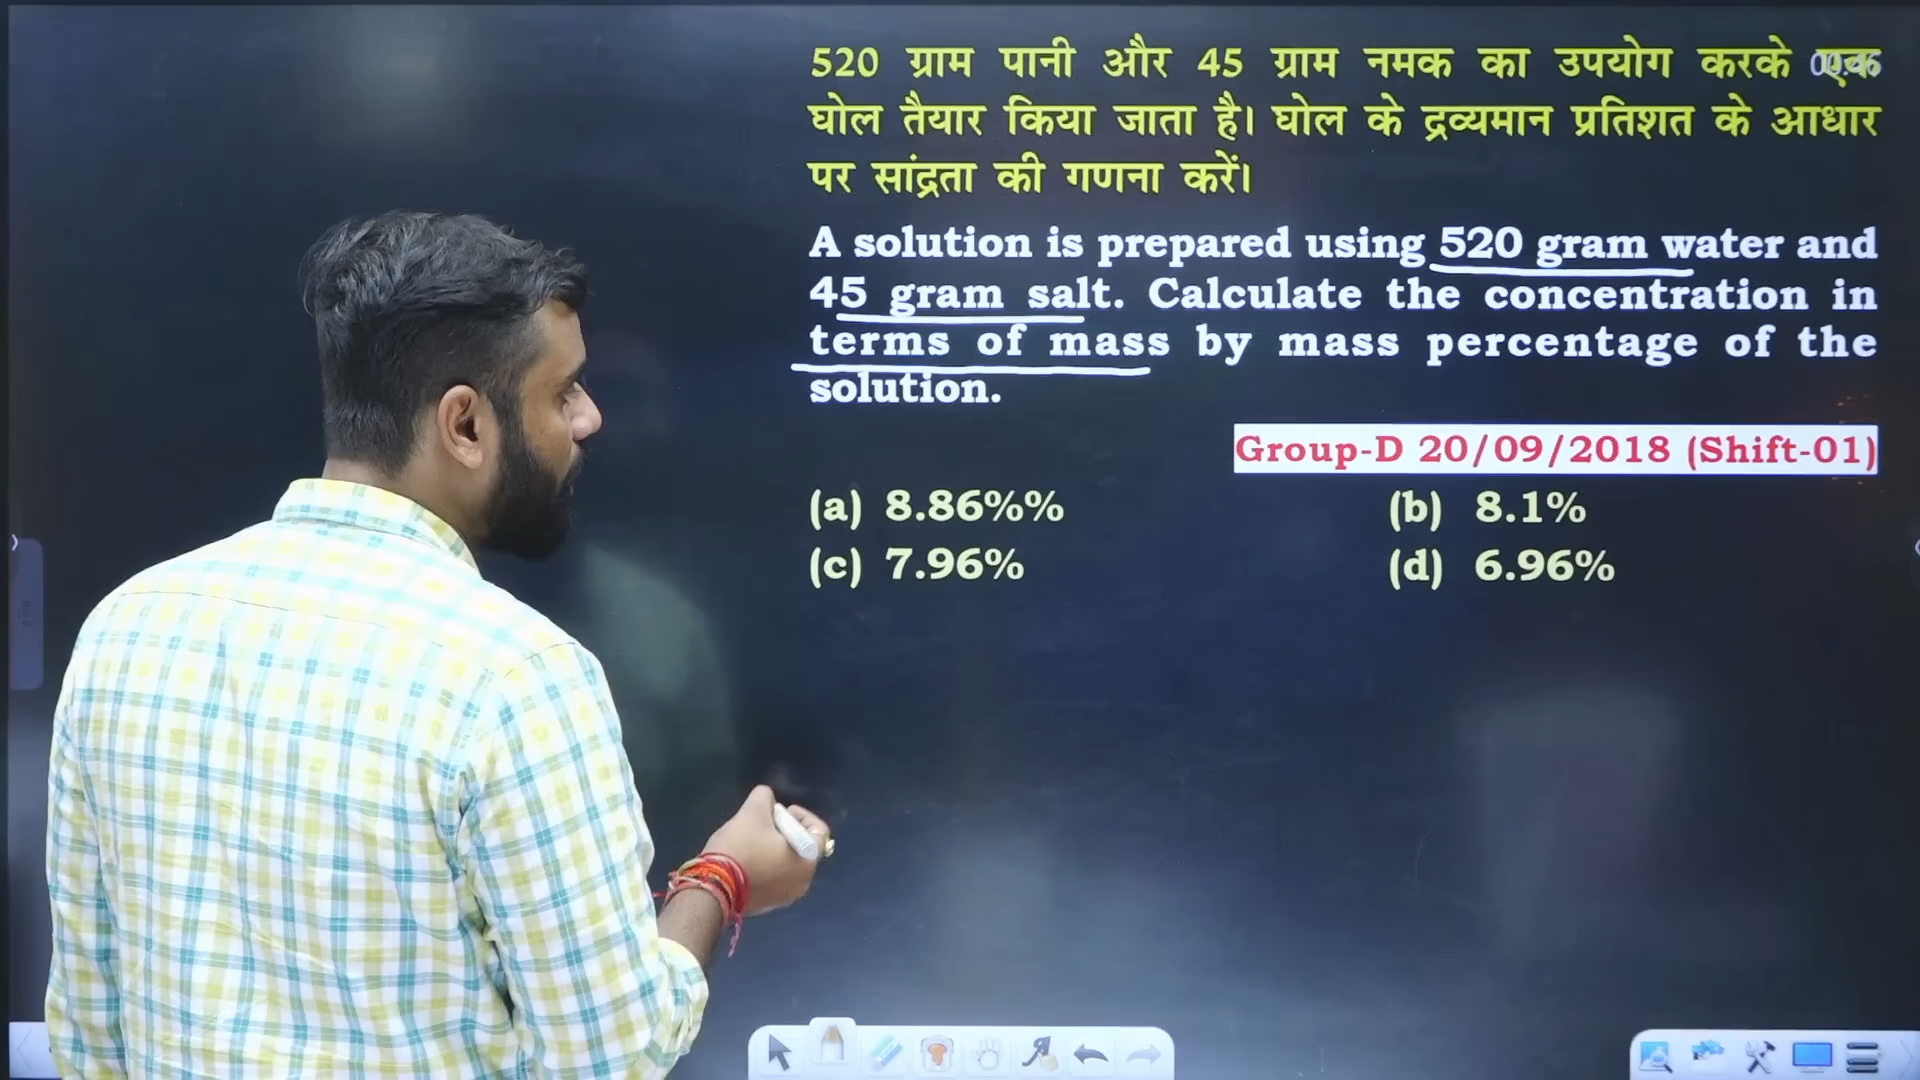 520 ग्राम पानी और 45 ग्राम नमक का उपयोग करके एक
घोल तैयार किया जाता है। घोल के द्रव्यमान प्रतिशत के आधार
पर सांद्रता की गणना करें।
A solution is prepared using 520 gram water and
45 gram salt. Calculate the concentration in
terms of mass by mass percentage of the
solution.
Group-D 20/09/2018 (Shift-01)
(a) 8.86%% (b) 8.1%
(c) 7.96% (d) 6.96%